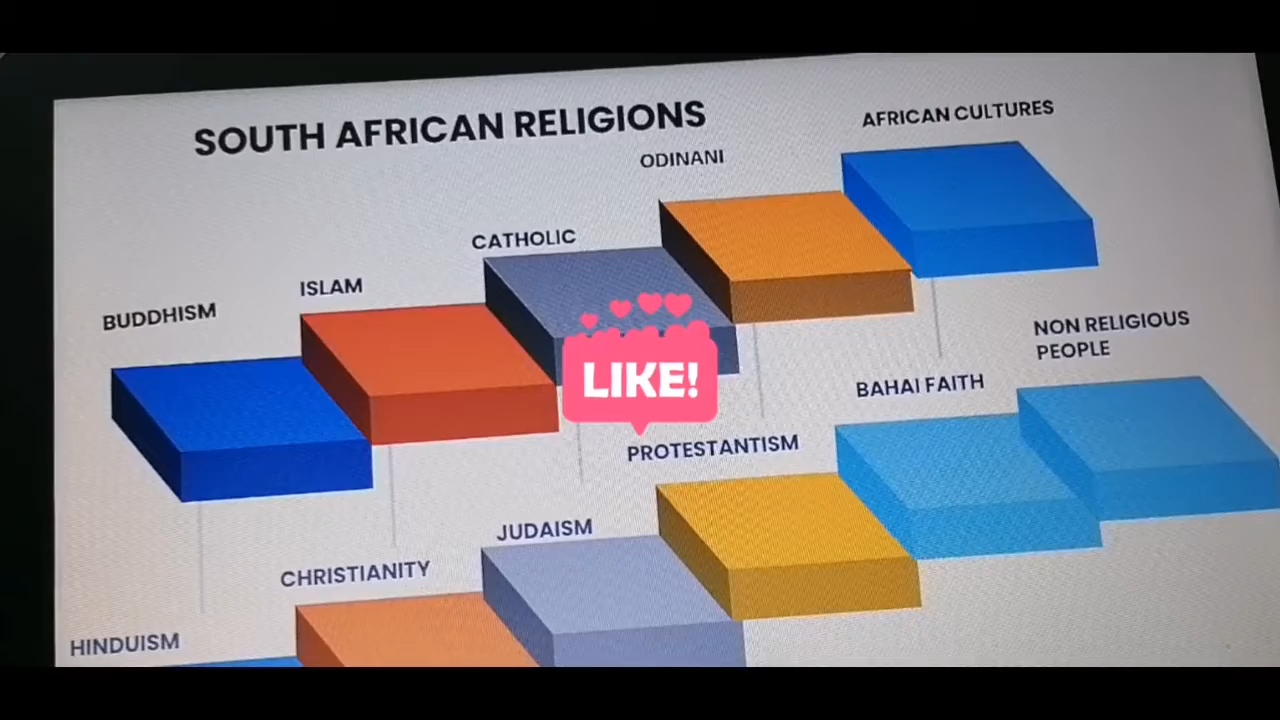 SOUTH AFRICAN RELIGIONS
AFRICAN CULTURES
ODINANI
CATHOLIC
ISLAM
BUDDHISM
NON RELIGIOUS
PEOPLE
BAHAI FAITH
PROTESTANTISM
JUDAISM
CHRISTIANITY
HINDUISM
LIKE!